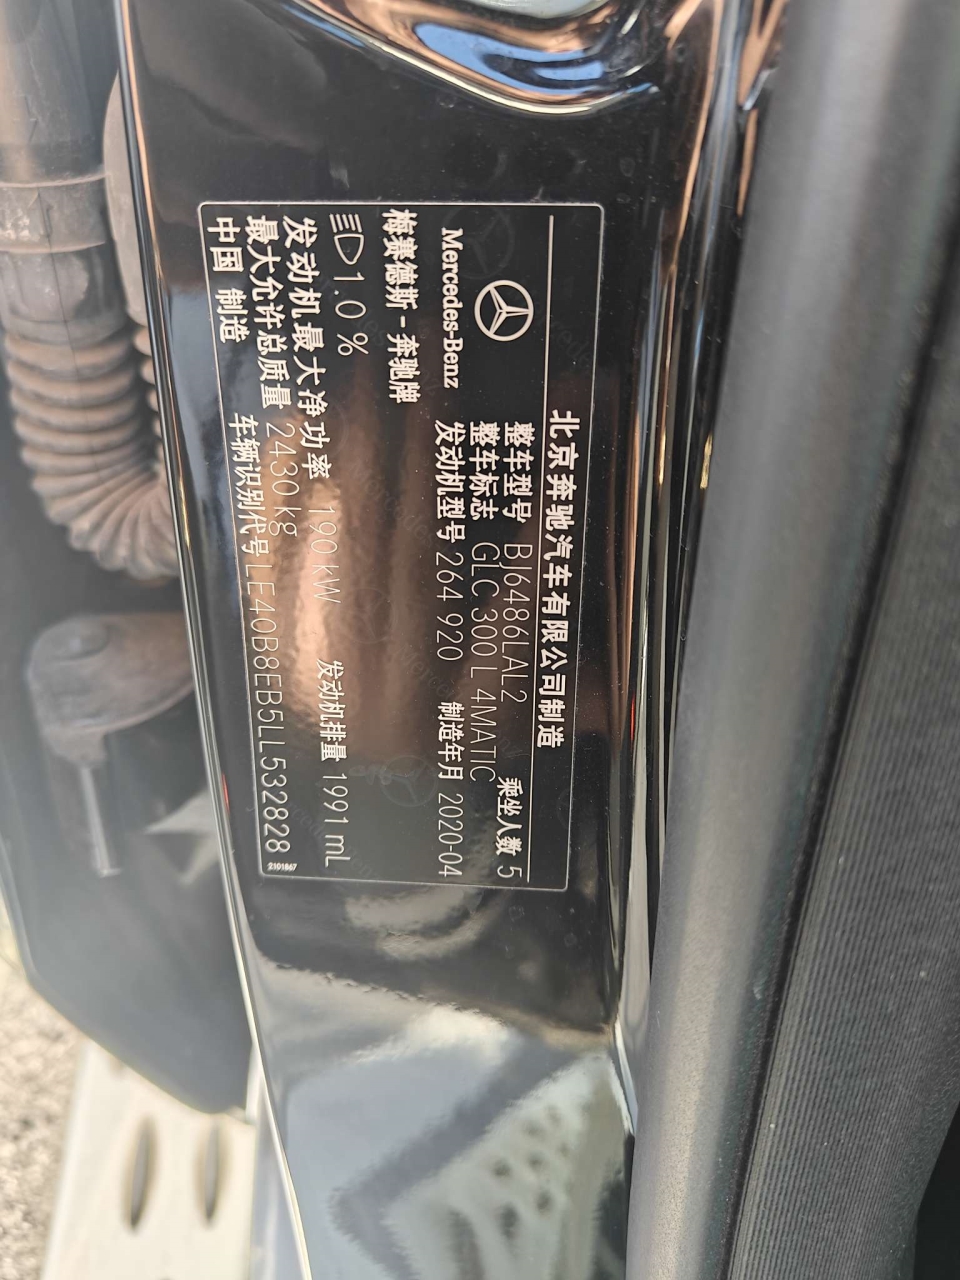 北京奔驰汽车有限公司制造
Mercedes-Benz
梅赛德斯-奔驰牌
整车型号 BJ6486LAL2 乘坐人数 5
整车标志 GLC 300 L 4MATIC
发动机型号 264 920 制造年月 2020-04
1.0 %
发动机最大净功率 190 kW 发动机排量 1991 mL
最大允许总质量 2430 kg
中国 制造 车辆识别代号 LE40B8EB5LL532828
2101867